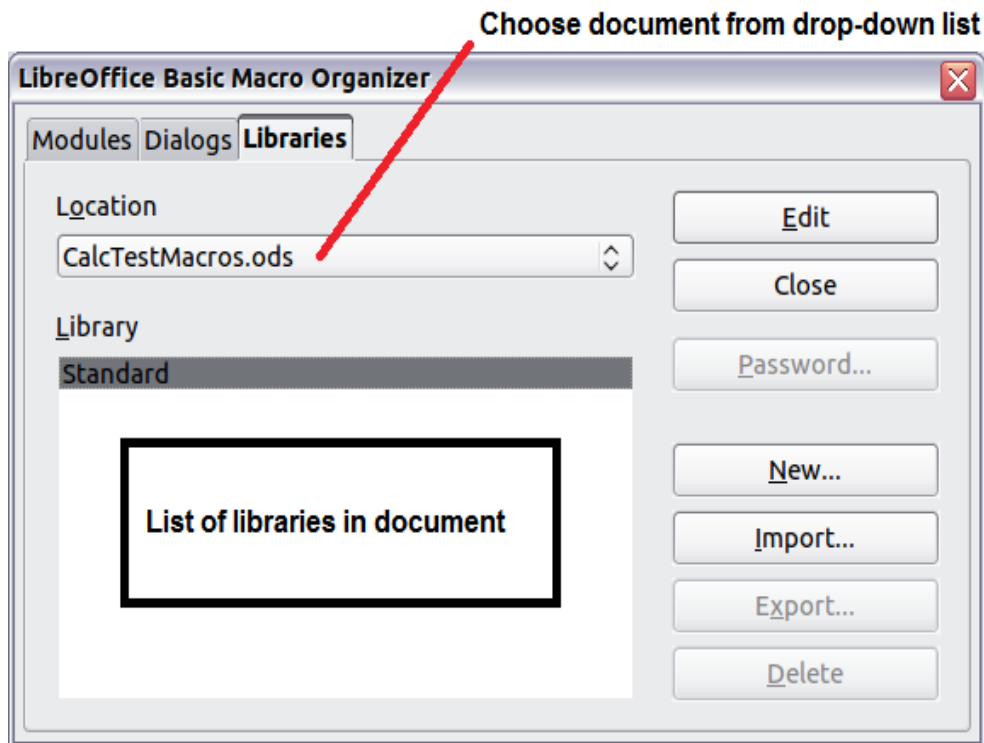 Choose document from drop-down list
LibreOffice Basic Macro Organizer
Modules Dialogs Libraries
Location
CalcTestMacros.ods
Library
Standard
List of libraries in document
Edit
Close
Password...
New...
Import...
Export...
Delete